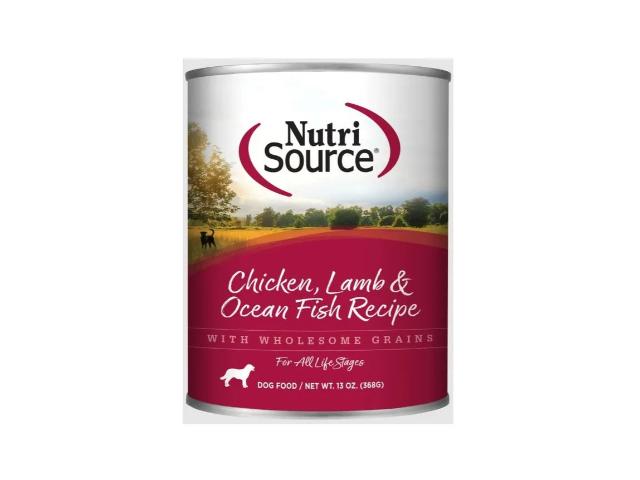 Nutri
Source®
Chicken, Lamb &
Ocean Fish Recipe
WITH WHOLESOME GRAINS
For All Life Stages
DOG FOOD / NET WT. 13 OZ. (368G)